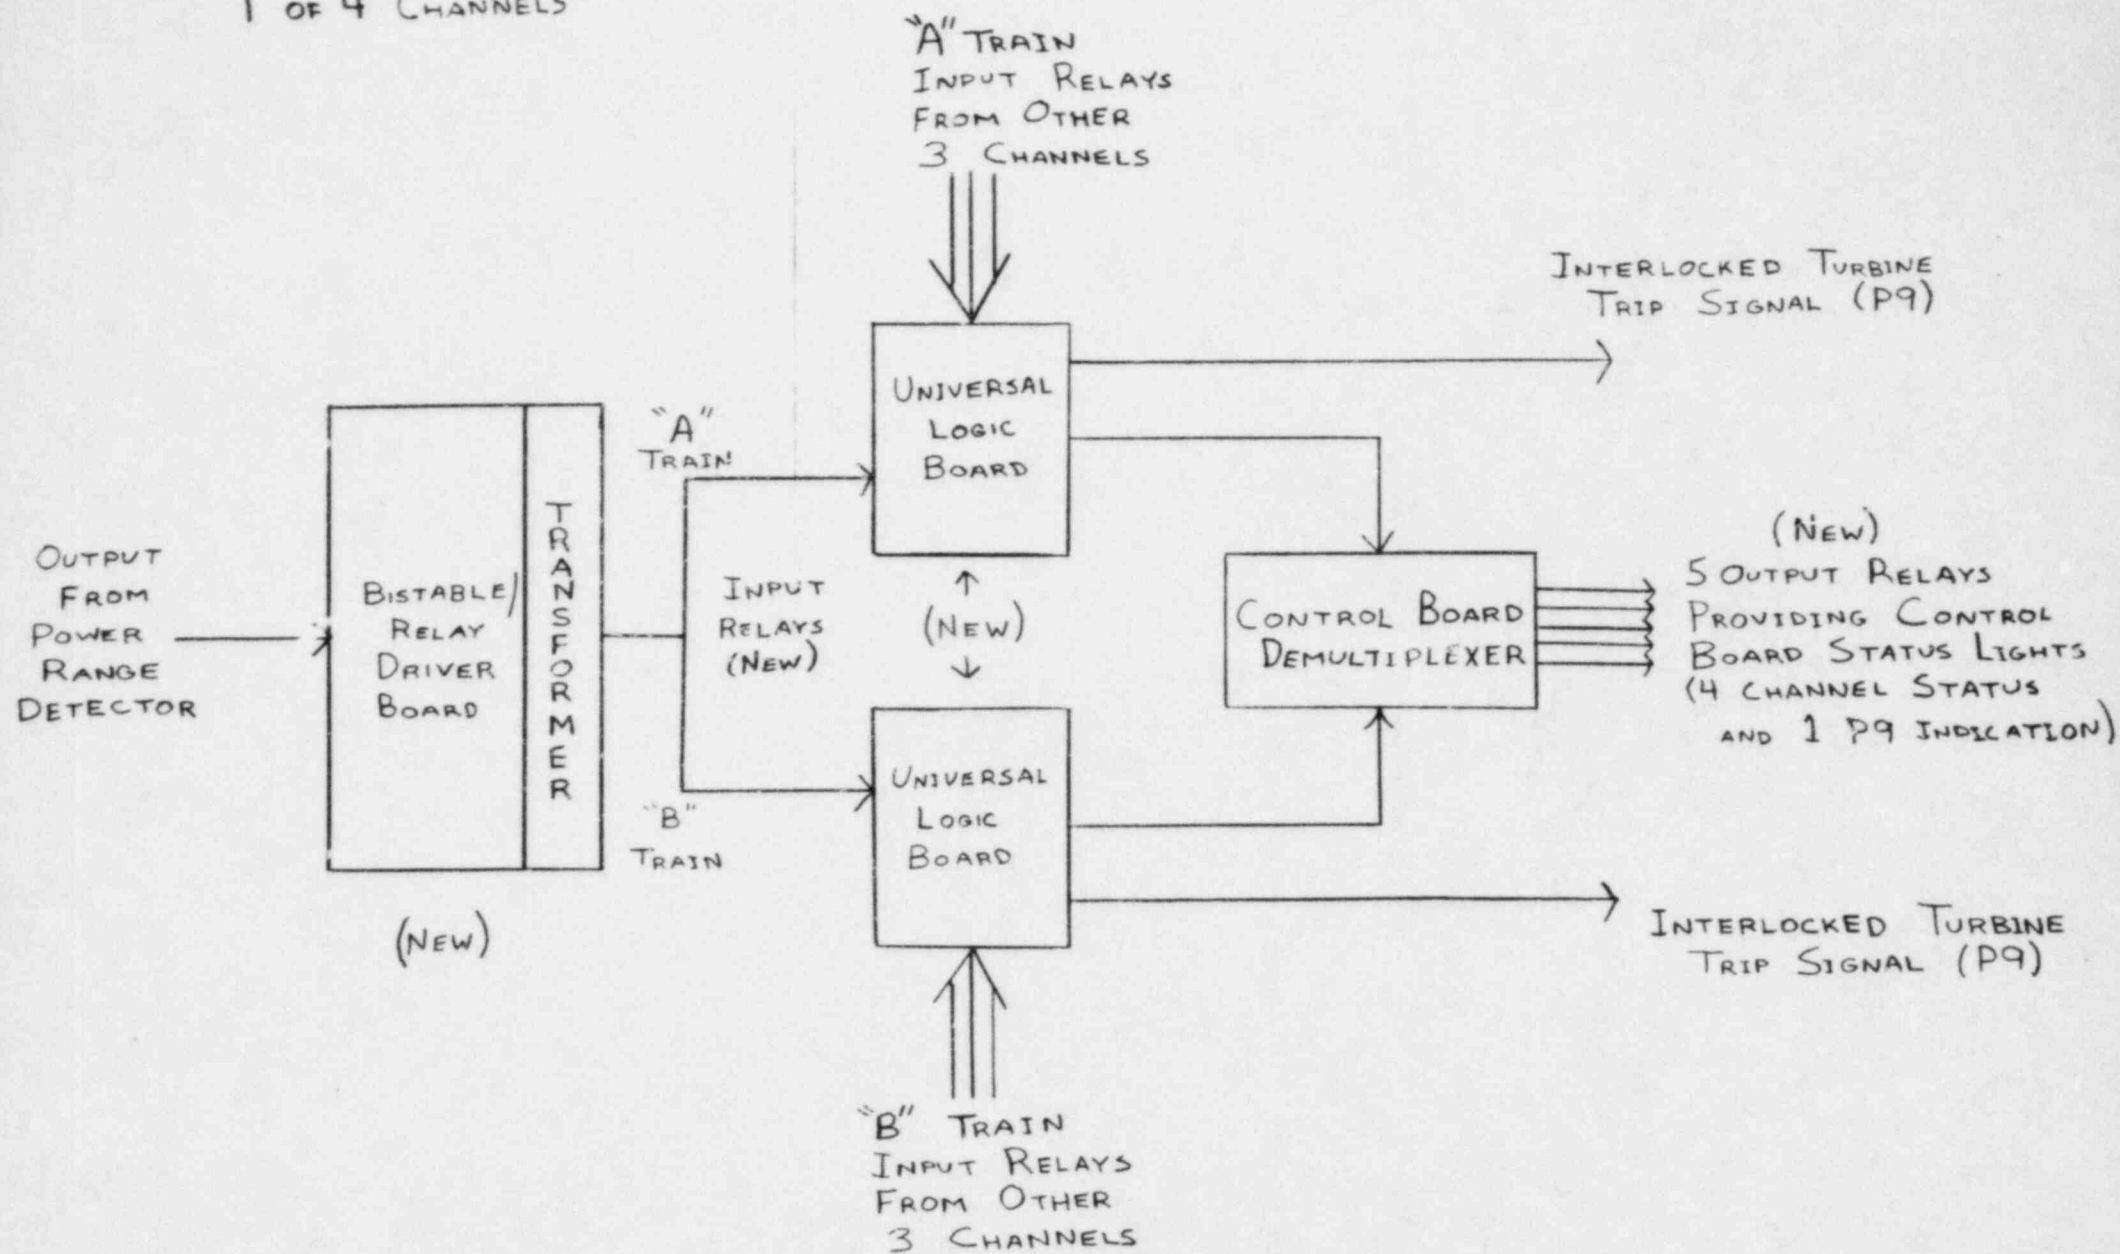 1 OF 4 CHANNELS
"A" TRAIN
INPUT RELAYS
FROM OTHER
3 CHANNELS
INTERLOCKED TURBINE
TRIP SIGNAL (P9)
UNIVERSAL
LOGIC
BOARD
"A"
TRAIN
OUTPUT
FROM
POWER
RANGE
DETECTOR
BISTABLE/
RELAY
DRIVER
BOARD
TRANSFORMER
(NEW)
INPUT
RELAYS
(NEW)
(NEW)
CONTROL BOARD
DEMULTIPLEXER
(NEW)
5 OUTPUT RELAYS
PROVIDING CONTROL
BOARD STATUS LIGHTS
(4 CHANNEL STATUS
AND 1 P9 INDICATION)
"B"
TRAIN
UNIVERSAL
LOGIC
BOARD
INTERLOCKED TURBINE
TRIP SIGNAL (P9)
"B" TRAIN
INPUT RELAYS
FROM OTHER
3 CHANNELS